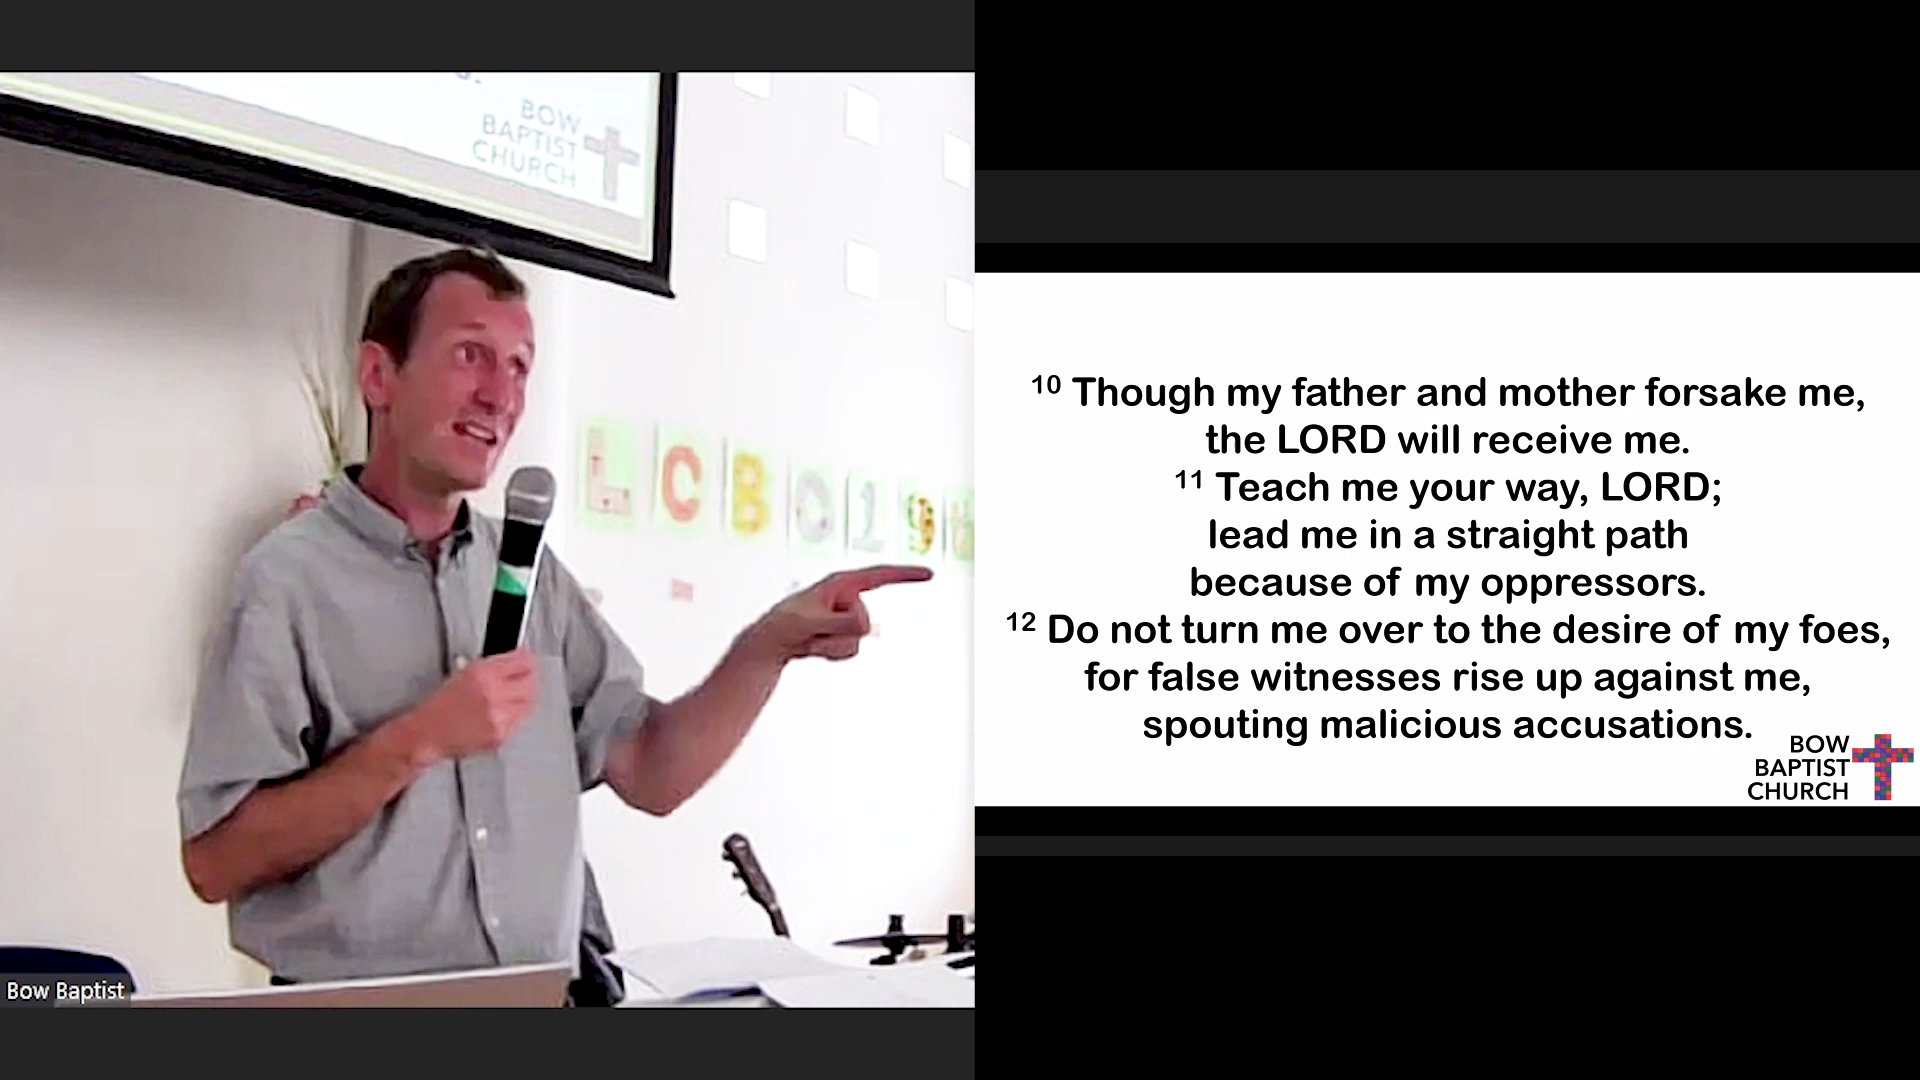 BOW
BAPTIST
CHURCH
LCBC19
Bow Baptist
10 Though my father and mother forsake me,
the LORD will receive me.
11 Teach me your way, LORD;
lead me in a straight path
because of my oppressors.
12 Do not turn me over to the desire of my foes,
for false witnesses rise up against me,
spouting malicious accusations.
BOW
BAPTIST
CHURCH